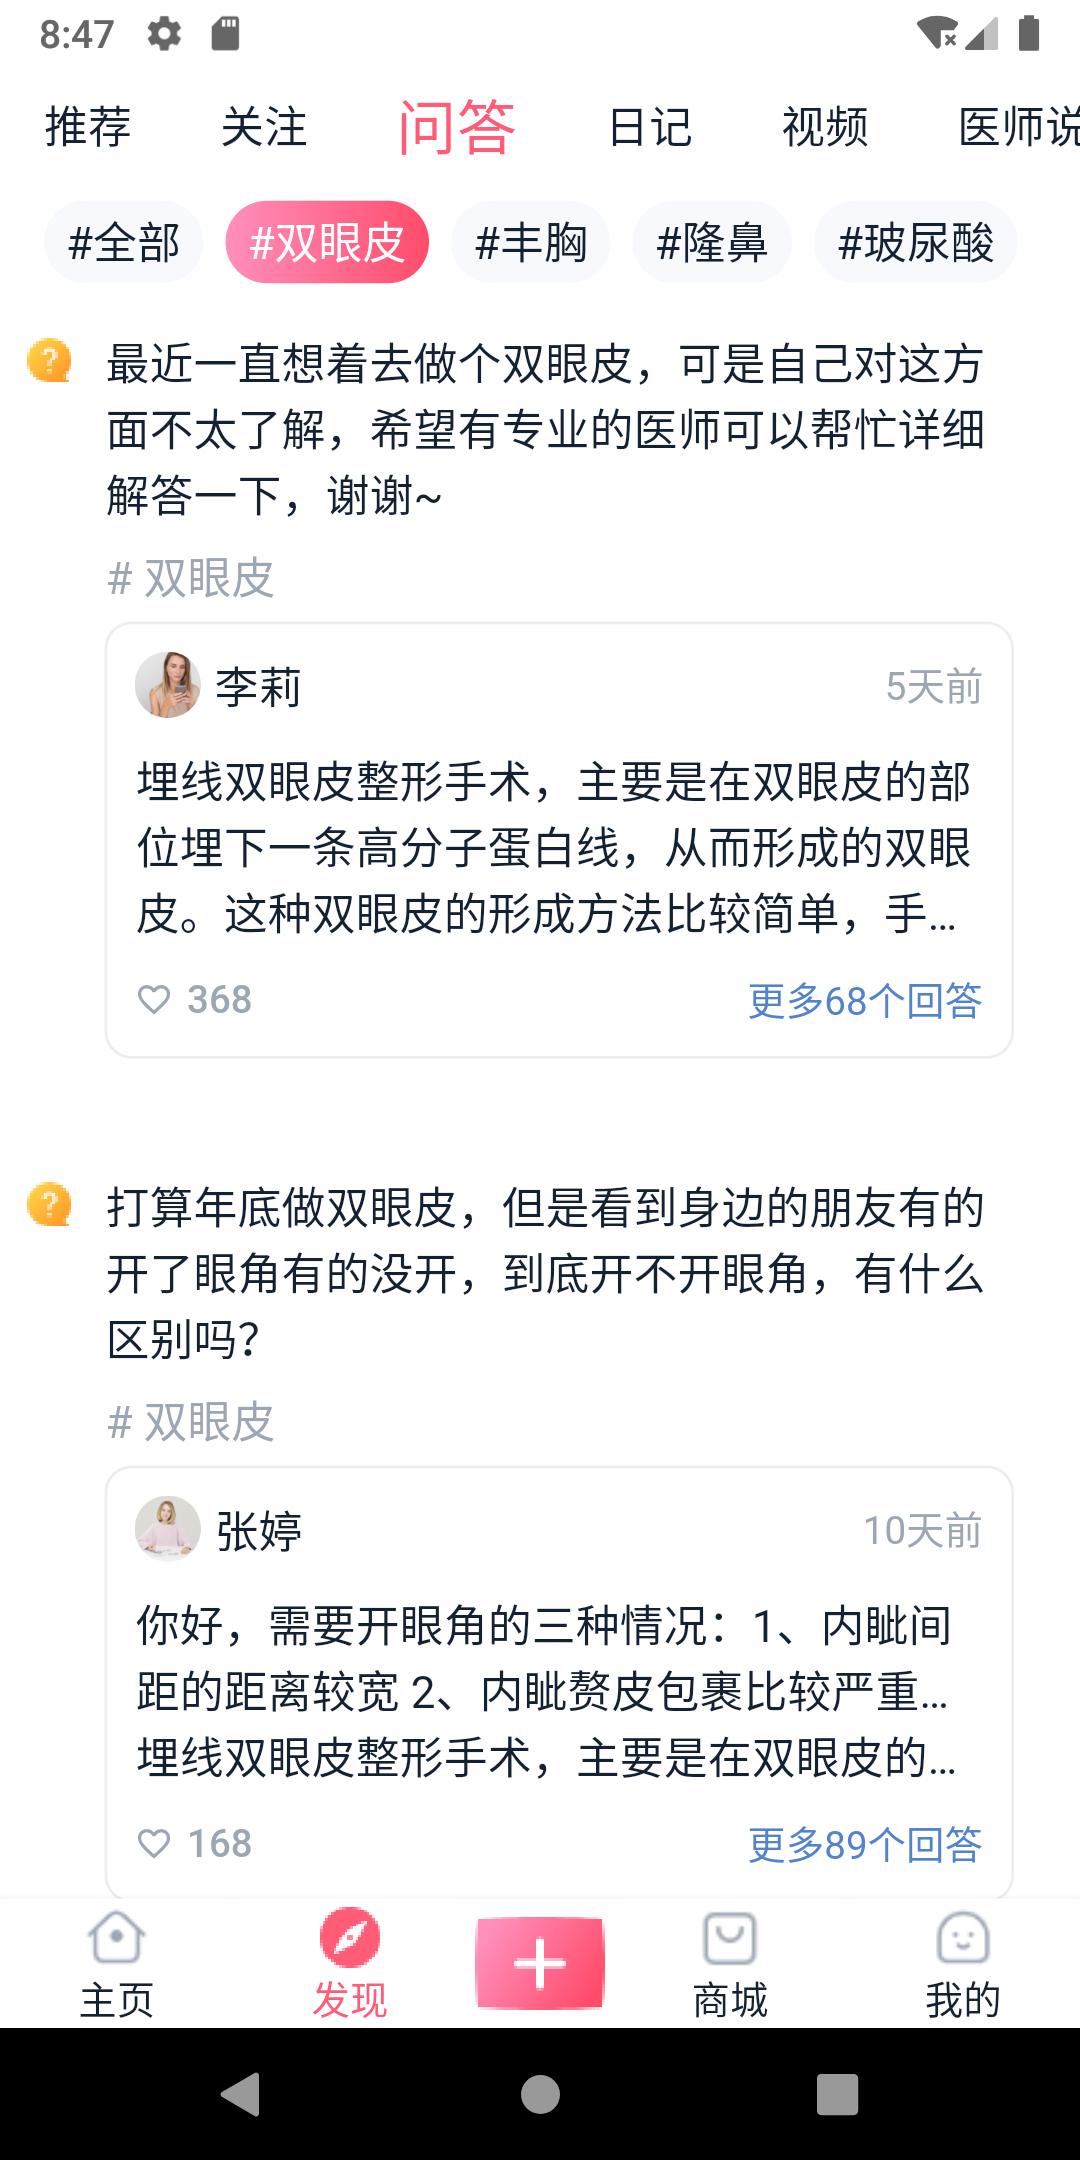 8:47
推荐 关注 问答 日记 视频 医师说
#全部 #双眼皮 #丰胸 #隆鼻 #玻尿酸
最近一直想着去做个双眼皮，可是自己对这方
面不太了解，希望有专业的医师可以帮忙详细
解答一下，谢谢~
# 双眼皮
李莉 5天前
埋线双眼皮整形手术，主要是在双眼皮的部
位埋下一条高分子蛋白线，从而形成的双眼
皮。这种双眼皮的形成方法比较简单，手...
368 更多68个回答
打算年底做双眼皮，但是看到身边的朋友有的
开了眼角有的没开，到底开不开眼角，有什么
区别吗？
# 双眼皮
张婷 10天前
你好，需要开眼角的三种情况：1、内眦间
距的距离较宽 2、内眦赘皮包裹比较严重...
埋线双眼皮整形手术，主要是在双眼皮的...
168 更多89个回答
主页 发现 商城 我的